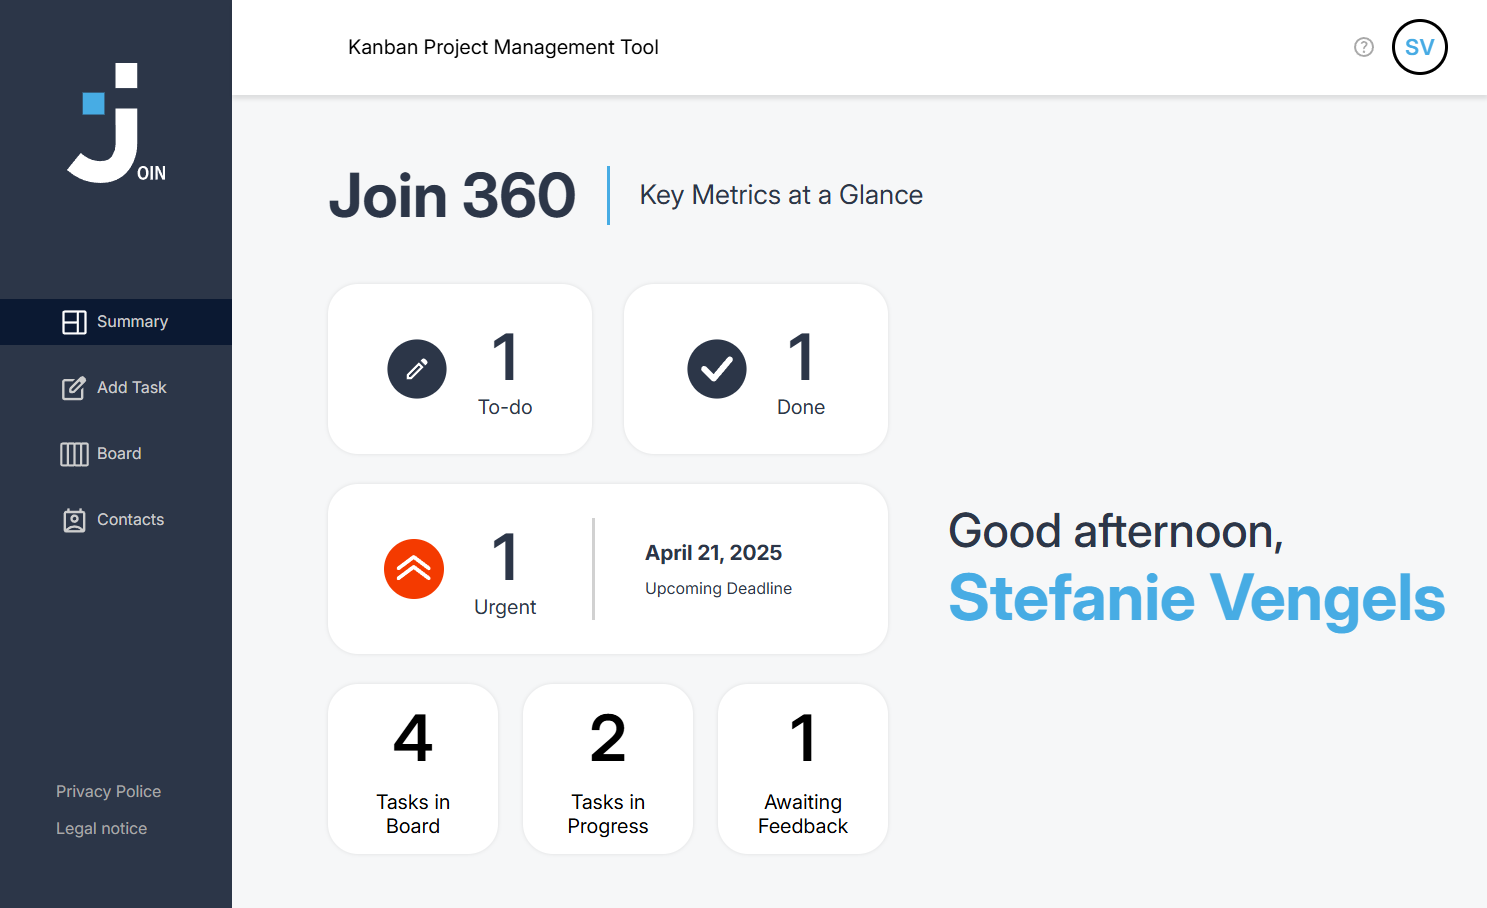 OIN
Summary
Add Task
Board
Contacts
Privacy Police
Legal notice
Kanban Project Management Tool
?
SV
Join 360
Key Metrics at a Glance
1
To-do
1
Done
1
Urgent
April 21, 2025
Upcoming Deadline
4
Tasks in
Board
2
Tasks in
Progress
1
Awaiting
Feedback
Good afternoon,
Stefanie Vengels